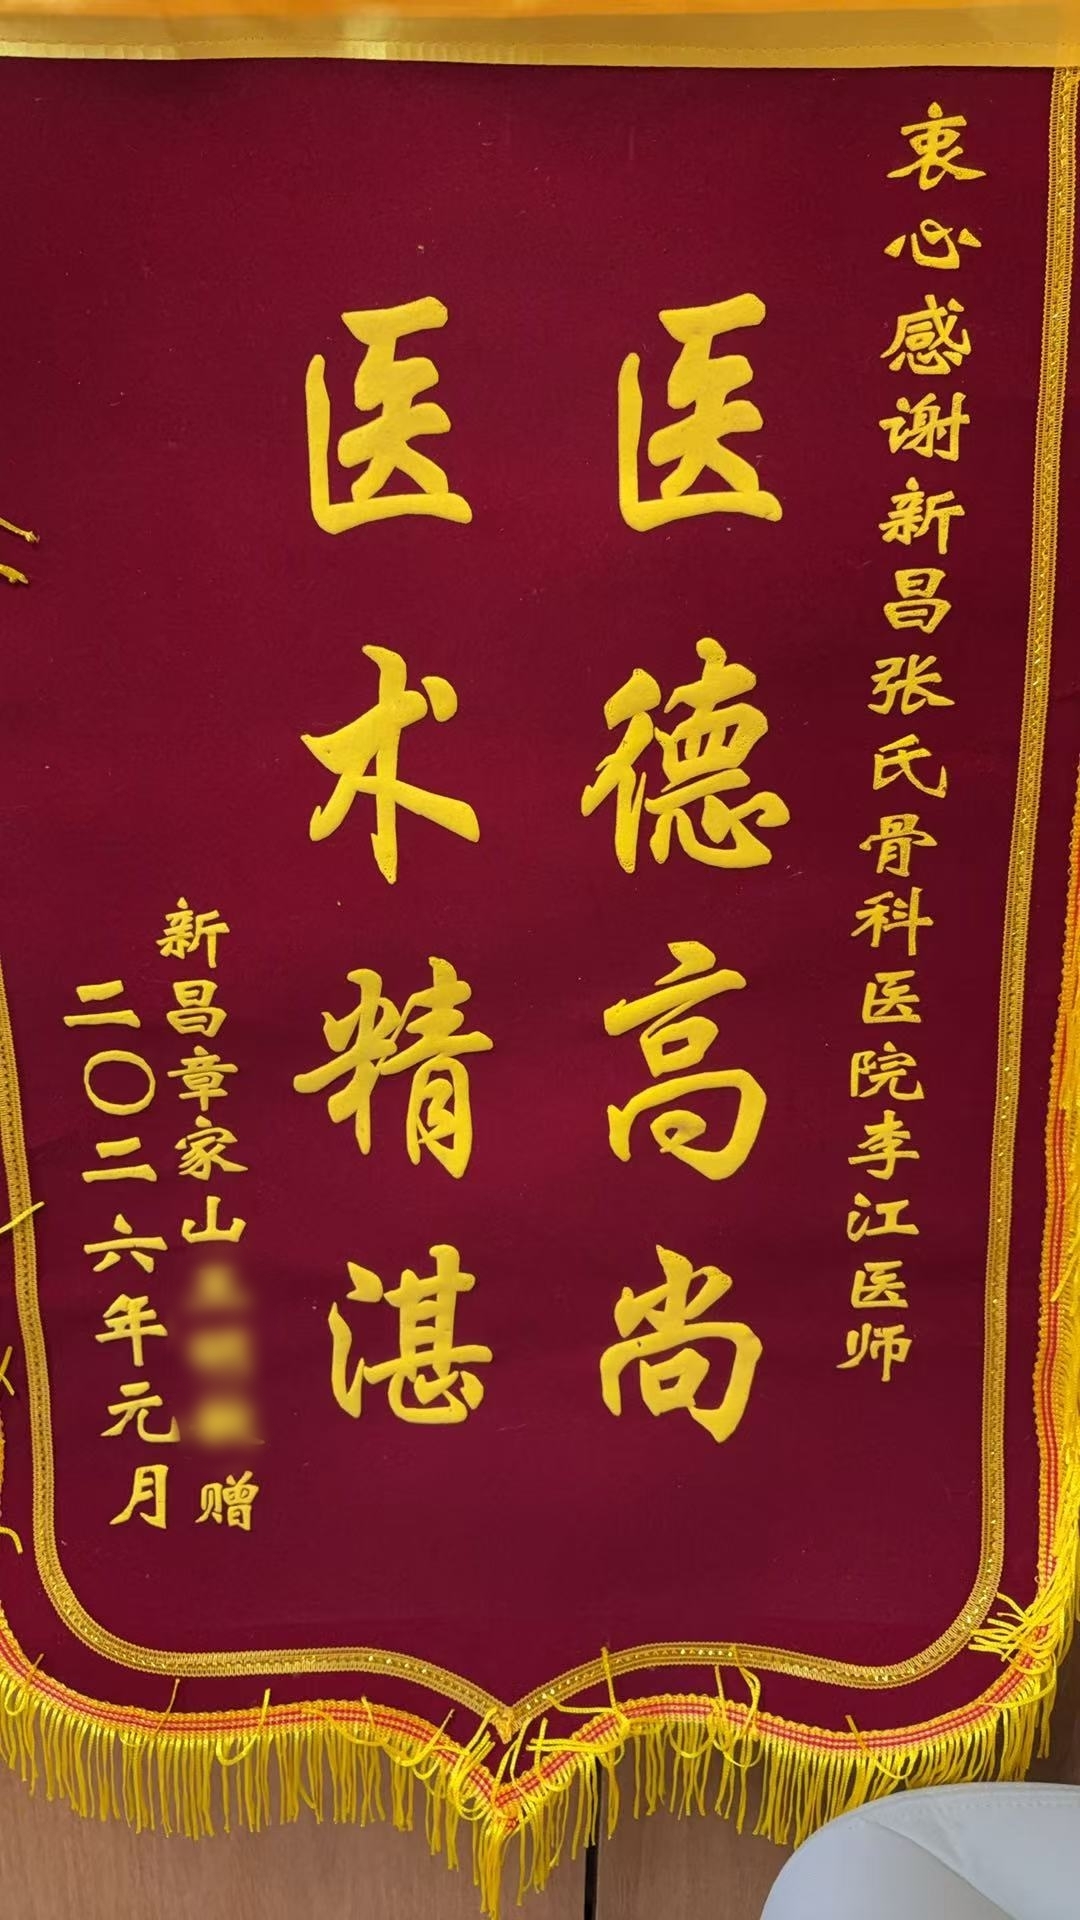 衷心感谢新昌张氏骨科医院李江医师
医德高尚
医术精湛
新昌章家山 赠
二〇二六年元月